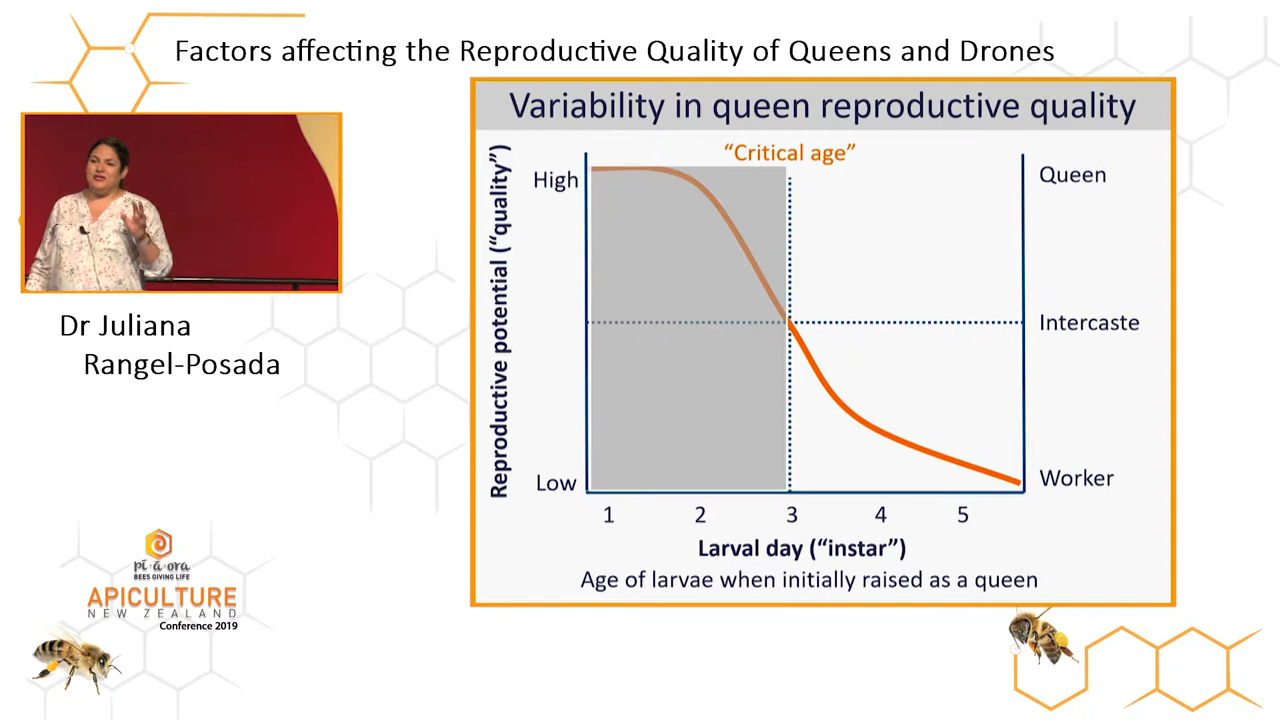 Factors affecting the Reproductive Quality of Queens and Drones
Variability in queen reproductive quality
“Critical age”
Reproductive potential (“quality”)
High
Low
Queen
Intercaste
Worker
1 2 3 4 5
Larval day (“instar”)
Age of larvae when initially raised as a queen
Dr Juliana
Rangel-Posada
pī·ā·ora
BEES GIVING LIFE
APICULTURE
NEW ZEALAND
Conference 2019